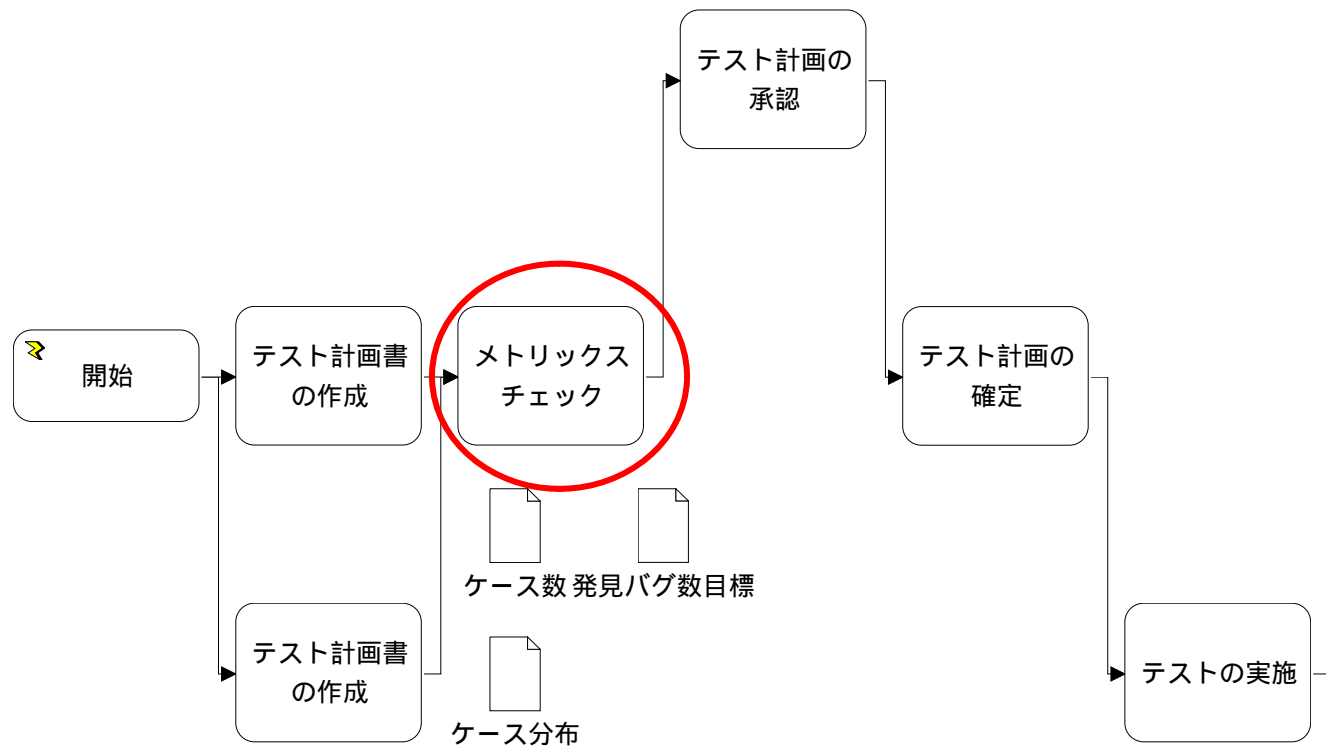 テスト計画の
承認
開始
テスト計画書
の作成
メトリックス
チェック
テスト計画の
確定
ケース数
発見バグ数目標
テスト計画書
の作成
ケース分布
テストの実施